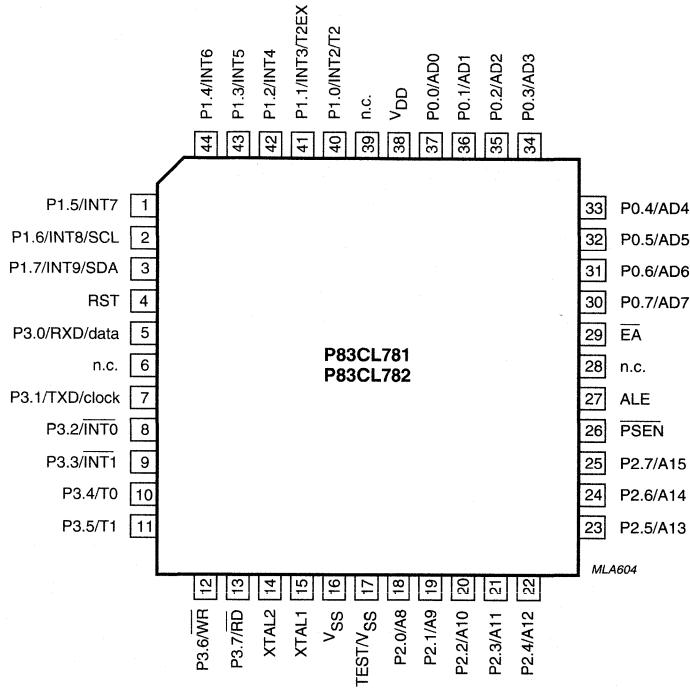 P1.4/INT6
P1.3/INT5
P1.2/INT4
P1.1/INT3/T2EX
P1.0/INT2/T2
n.c.
VDD
P0.0/AD0
P0.1/AD1
P0.2/AD2
P0.3/AD3
44 43 42 41 40 39 38 37 36 35 34
P1.5/INT7 1
P1.6/INT8/SCL 2
P1.7/INT9/SDA 3
RST 4
P3.0/RXD/data 5
n.c. 6
P3.1/TXD/clock 7
P3.2/INT0 8
P3.3/INT1 9
P3.4/T0 10
P3.5/T1 11
P83CL781
P83CL782
33 P0.4/AD4
32 P0.5/AD5
31 P0.6/AD6
30 P0.7/AD7
29 EA
28 n.c.
27 ALE
26 PSEN
25 P2.7/A15
24 P2.6/A14
23 P2.5/A13
MLA604
12 13 14 15 16 17 18 19 20 21 22
P3.6/WR
P3.7/RD
XTAL2
XTAL1
VSS
TEST/VSS
P2.0/A8
P2.1/A9
P2.2/A10
P2.3/A11
P2.4/A12